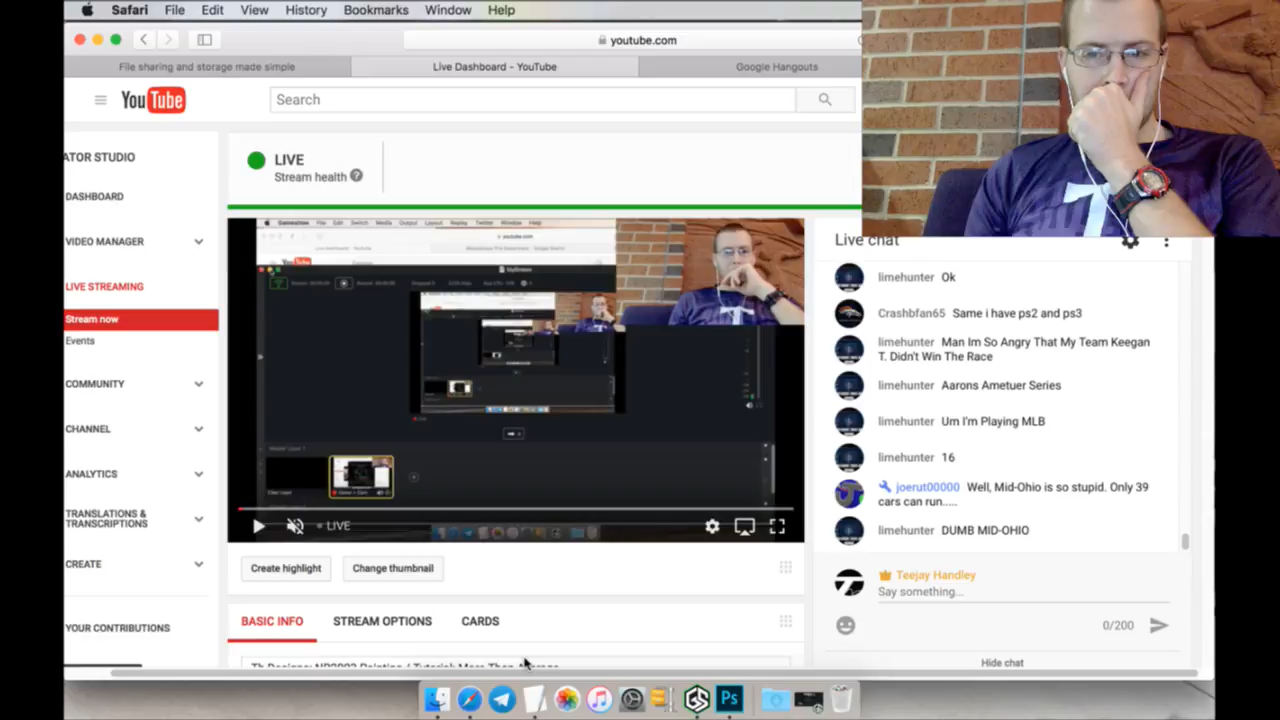 Safari File Edit View History Bookmarks Window Help
youtube.com
File sharing and storage made simple
Live Dashboard - YouTube
Google Hangouts
YouTube
Search
ATOR STUDIO
DASHBOARD
VIDEO MANAGER
LIVE STREAMING
Stream now
Events
COMMUNITY
CHANNEL
ANALYTICS
TRANSLATIONS &
TRANSCRIPTIONS
CREATE
YOUR CONTRIBUTIONS
LIVE
Stream health ?
LIVE
Create highlight
Change thumbnail
BASIC INFO
STREAM OPTIONS
CARDS
Live chat
limehunter Ok
Crashbfan65 Same i have ps2 and ps3
limehunter Man Im So Angry That My Team Keegan
T. Didn't Win The Race
limehunter Aarons Ametuer Series
limehunter Um I'm Playing MLB
limehunter 16
joerut00000 Well, Mid-Ohio is so stupid. Only 39
cars can run.....
limehunter DUMB MID-OHIO
Teejay Handley
Say something...
0/200
Hide chat
GS
Ps